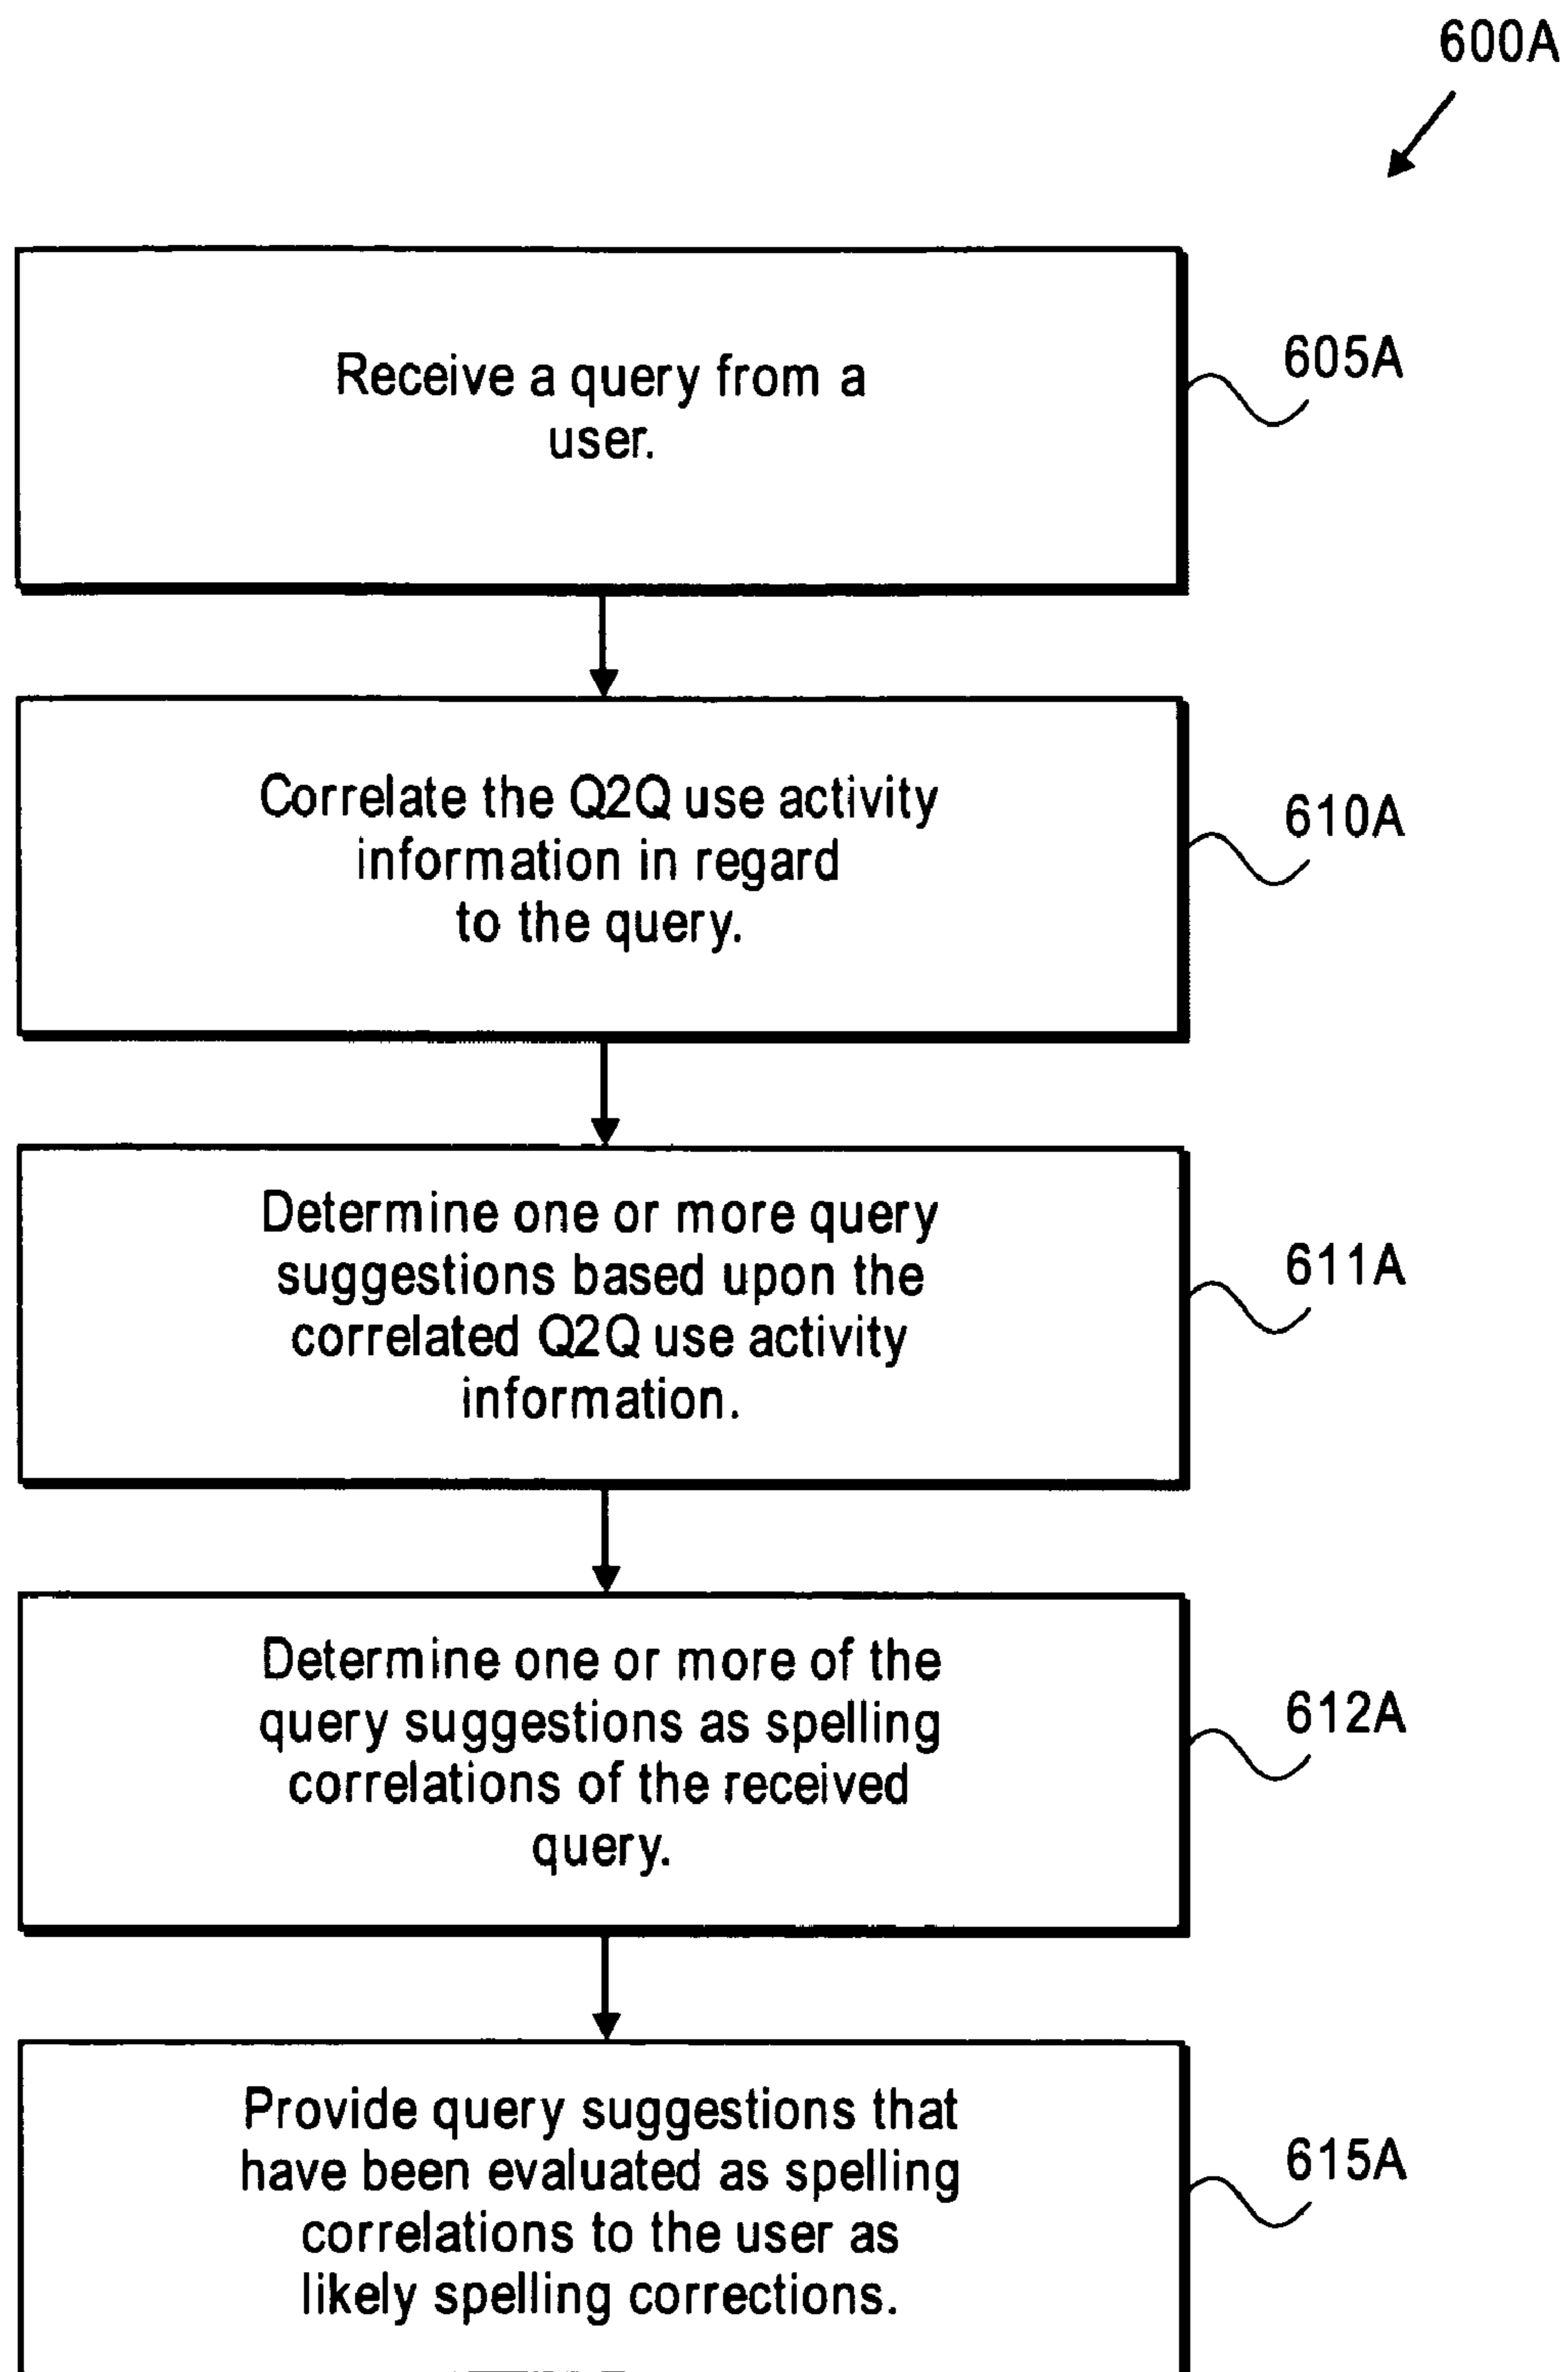 600A
Receive a query from a
user.
605A
Correlate the Q2Q use activity
information in regard
to the query.
610A
Determine one or more query
suggestions based upon the
correlated Q2Q use activity
information.
611A
Determine one or more of the
query suggestions as spelling
correlations of the received
query.
612A
Provide query suggestions that
have been evaluated as spelling
correlations to the user as
likely spelling corrections.
615A